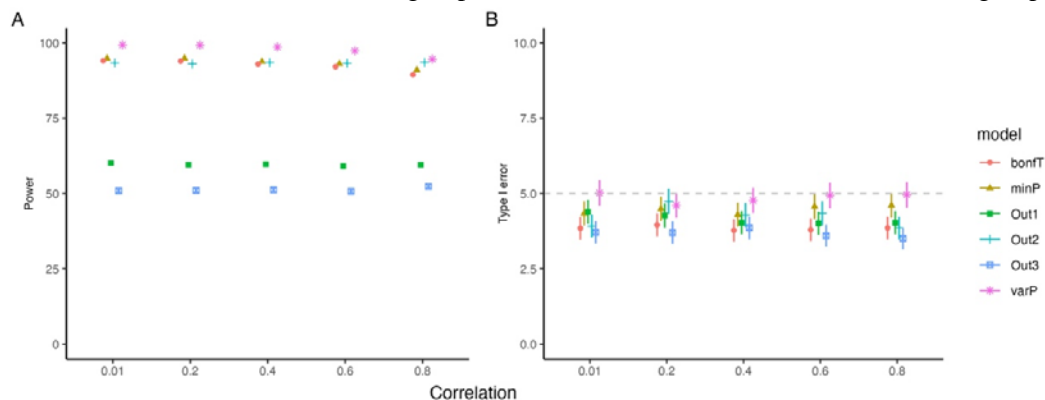 A
B
100
75
50
25
0
Power
0.01 0.2 0.4 0.6 0.8
10.0
7.5
5.0
2.5
0.0
Type I error
0.01 0.2 0.4 0.6 0.8
Correlation
model
bonfT
minP
Out1
Out2
Out3
varP